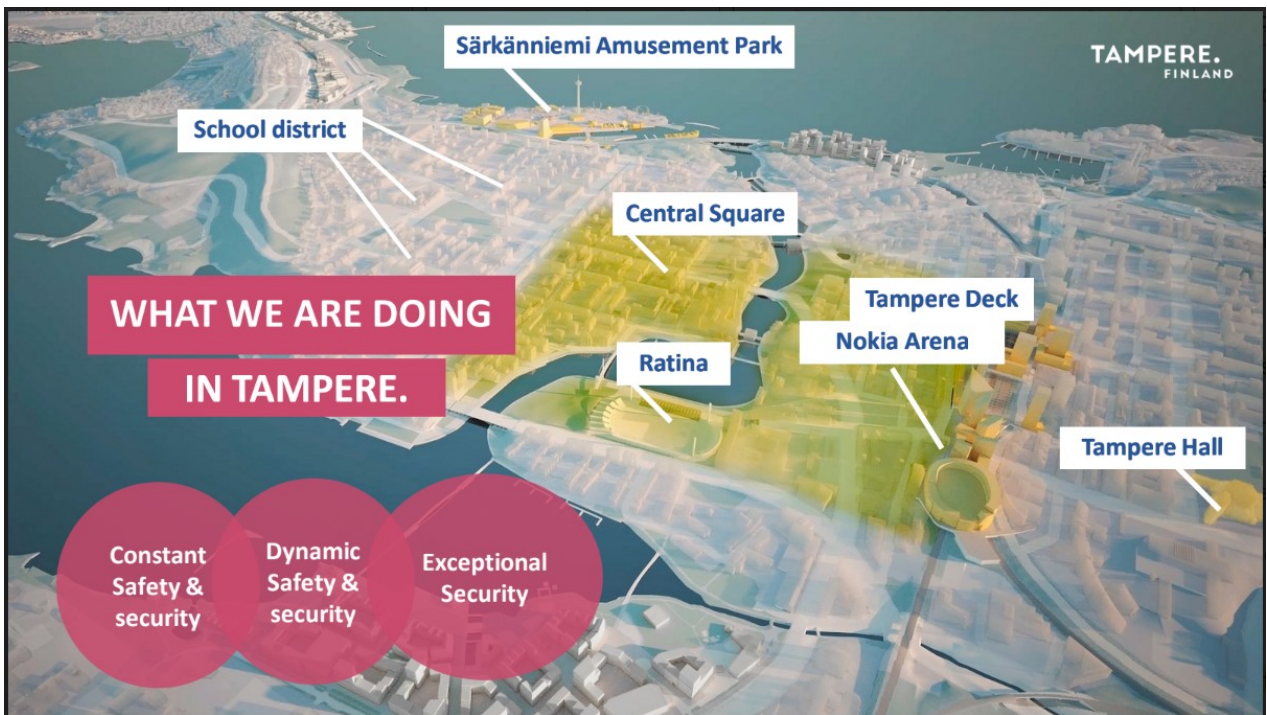 Särkänniemi Amusement Park
TAMPERE.
FINLAND
School district
Central Square
WHAT WE ARE DOING
IN TAMPERE.
Tampere Deck
Nokia Arena
Ratina
Tampere Hall
Constant
Safety &
security
Dynamic
Safety &
security
Exceptional
Security